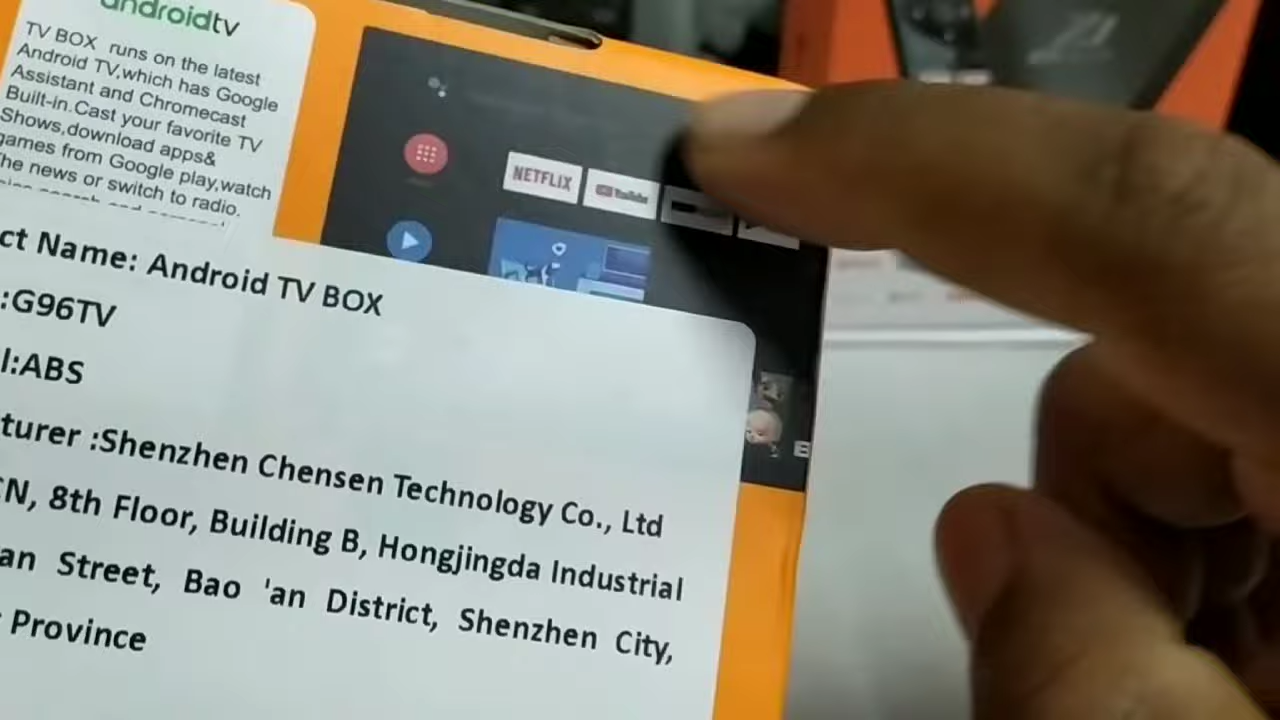 androidtv
TV BOX runs on the latest
Android TV,which has Google
Assistant and Chromecast
Built-in.Cast your favorite TV
Shows,download apps&
games from Google play,watch
he news or switch to radio.
NETFLIX
YouTube
ct Name: Android TV BOX
:G96TV
l:ABS
turer :Shenzhen Chensen Technology Co., Ltd
CN, 8th Floor, Building B, Hongjingda Industrial
an Street, Bao 'an District, Shenzhen City,
Province